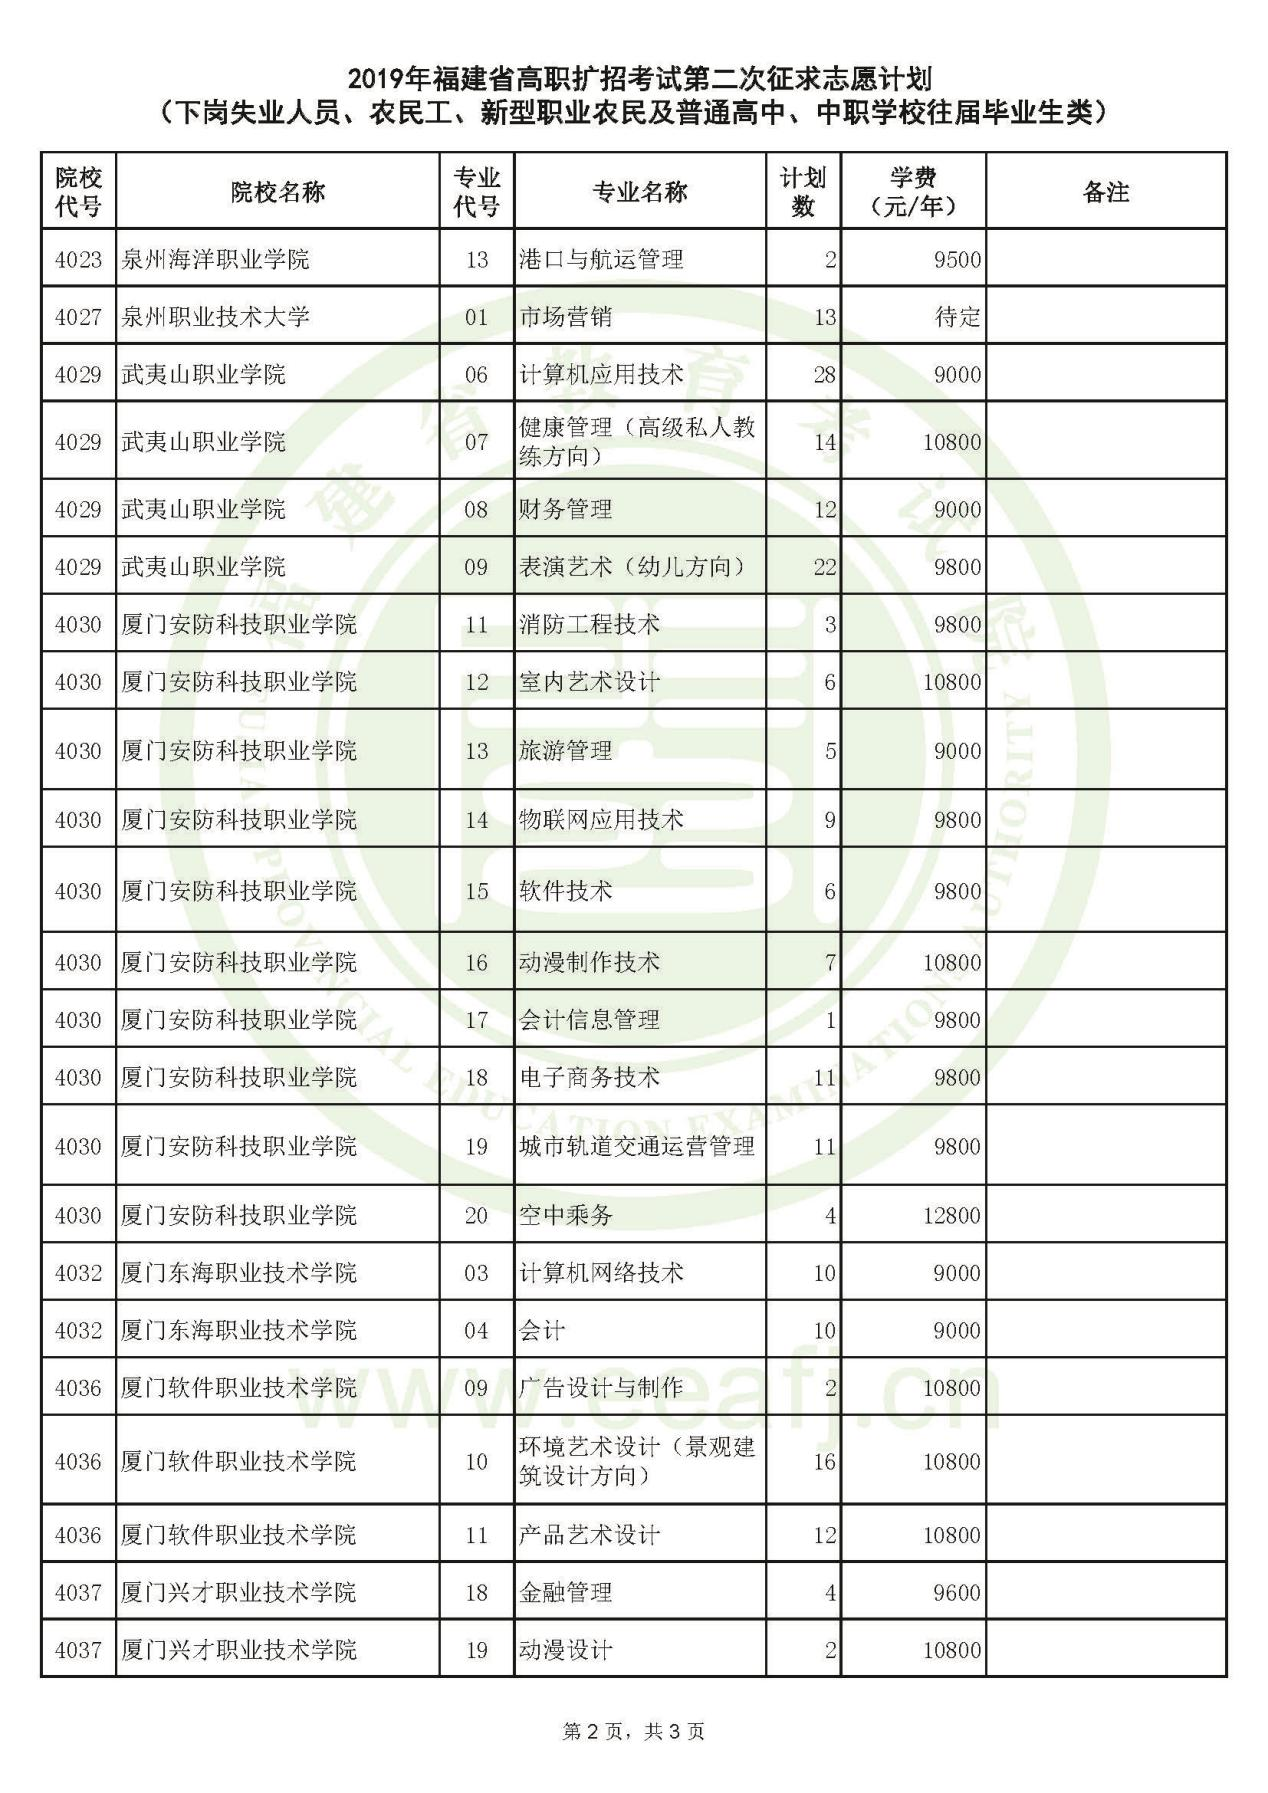 2019年福建省高职扩招考试第二次征求志愿计划
（下岗失业人员、农民工、新型职业农民及普通高中、中职学校往届毕业生类）
院校代号 院校名称 专业代号 专业名称 计划数 学费（元/年） 备注
4023 泉州海洋职业学院 13 港口与航运管理 2 9500
4027 泉州职业技术大学 01 市场营销 13 待定
4029 武夷山职业学院 06 计算机应用技术 28 9000
4029 武夷山职业学院 07 健康管理（高级私人教练方向） 14 10800
4029 武夷山职业学院 08 财务管理 12 9000
4029 武夷山职业学院 09 表演艺术（幼儿方向） 22 9800
4030 厦门安防科技职业学院 11 消防工程技术 3 9800
4030 厦门安防科技职业学院 12 室内艺术设计 6 10800
4030 厦门安防科技职业学院 13 旅游管理 5 9000
4030 厦门安防科技职业学院 14 物联网应用技术 9 9800
4030 厦门安防科技职业学院 15 软件技术 6 9800
4030 厦门安防科技职业学院 16 动漫制作技术 7 10800
4030 厦门安防科技职业学院 17 会计信息管理 1 9800
4030 厦门安防科技职业学院 18 电子商务技术 11 9800
4030 厦门安防科技职业学院 19 城市轨道交通运营管理 11 9800
4030 厦门安防科技职业学院 20 空中乘务 4 12800
4032 厦门东海职业技术学院 03 计算机网络技术 10 9000
4032 厦门东海职业技术学院 04 会计 10 9000
4036 厦门软件职业技术学院 09 广告设计与制作 2 10800
4036 厦门软件职业技术学院 10 环境艺术设计（景观建筑设计方向） 16 10800
4036 厦门软件职业技术学院 11 产品艺术设计 12 10800
4037 厦门兴才职业技术学院 18 金融管理 4 9600
4037 厦门兴才职业技术学院 19 动漫设计 2 10800
第 2 页，共 3 页
福建省教育考试院
FUJIAN PROVINCIAL EDUCATION EXAMINATIONS AUTHORITY
www.eeafj.cn